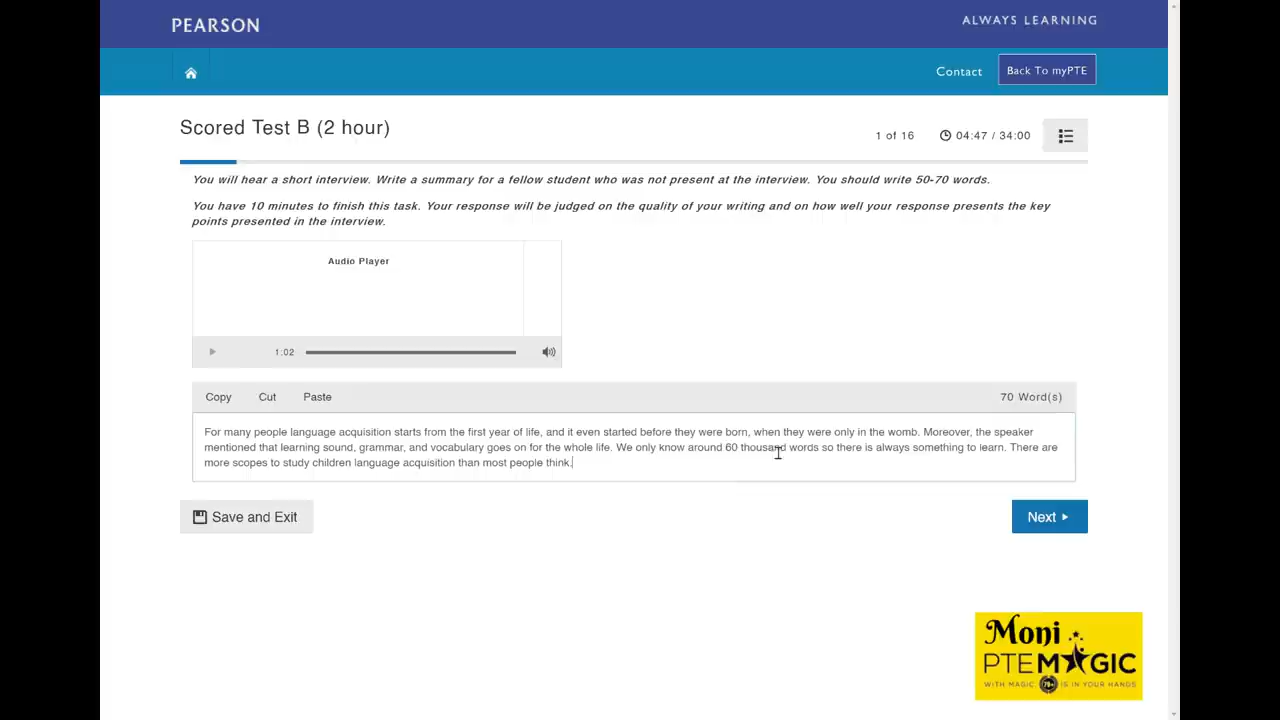 PEARSON
ALWAYS LEARNING
Contact
Back To myPTE
Scored Test B (2 hour)
1 of 16
04:47 / 34:00
You will hear a short interview. Write a summary for a fellow student who was not present at the interview. You should write 50-70 words.
You have 10 minutes to finish this task. Your response will be judged on the quality of your writing and on how well your response presents the key
points presented in the interview.
Audio Player
1:02
Copy
Cut
Paste
70 Word(s)
For many people language acquisition starts from the first year of life, and it even started before they were born, when they were only in the womb. Moreover, the speaker
mentioned that learning sound, grammar, and vocabulary goes on for the whole life. We only know around 60 thousand words so there is always something to learn. There are
more scopes to study children language acquisition than most people think.
Save and Exit
Next
Moni
PTEMAGIC
WITH MAGIC, 79+ IS IN YOUR HANDS